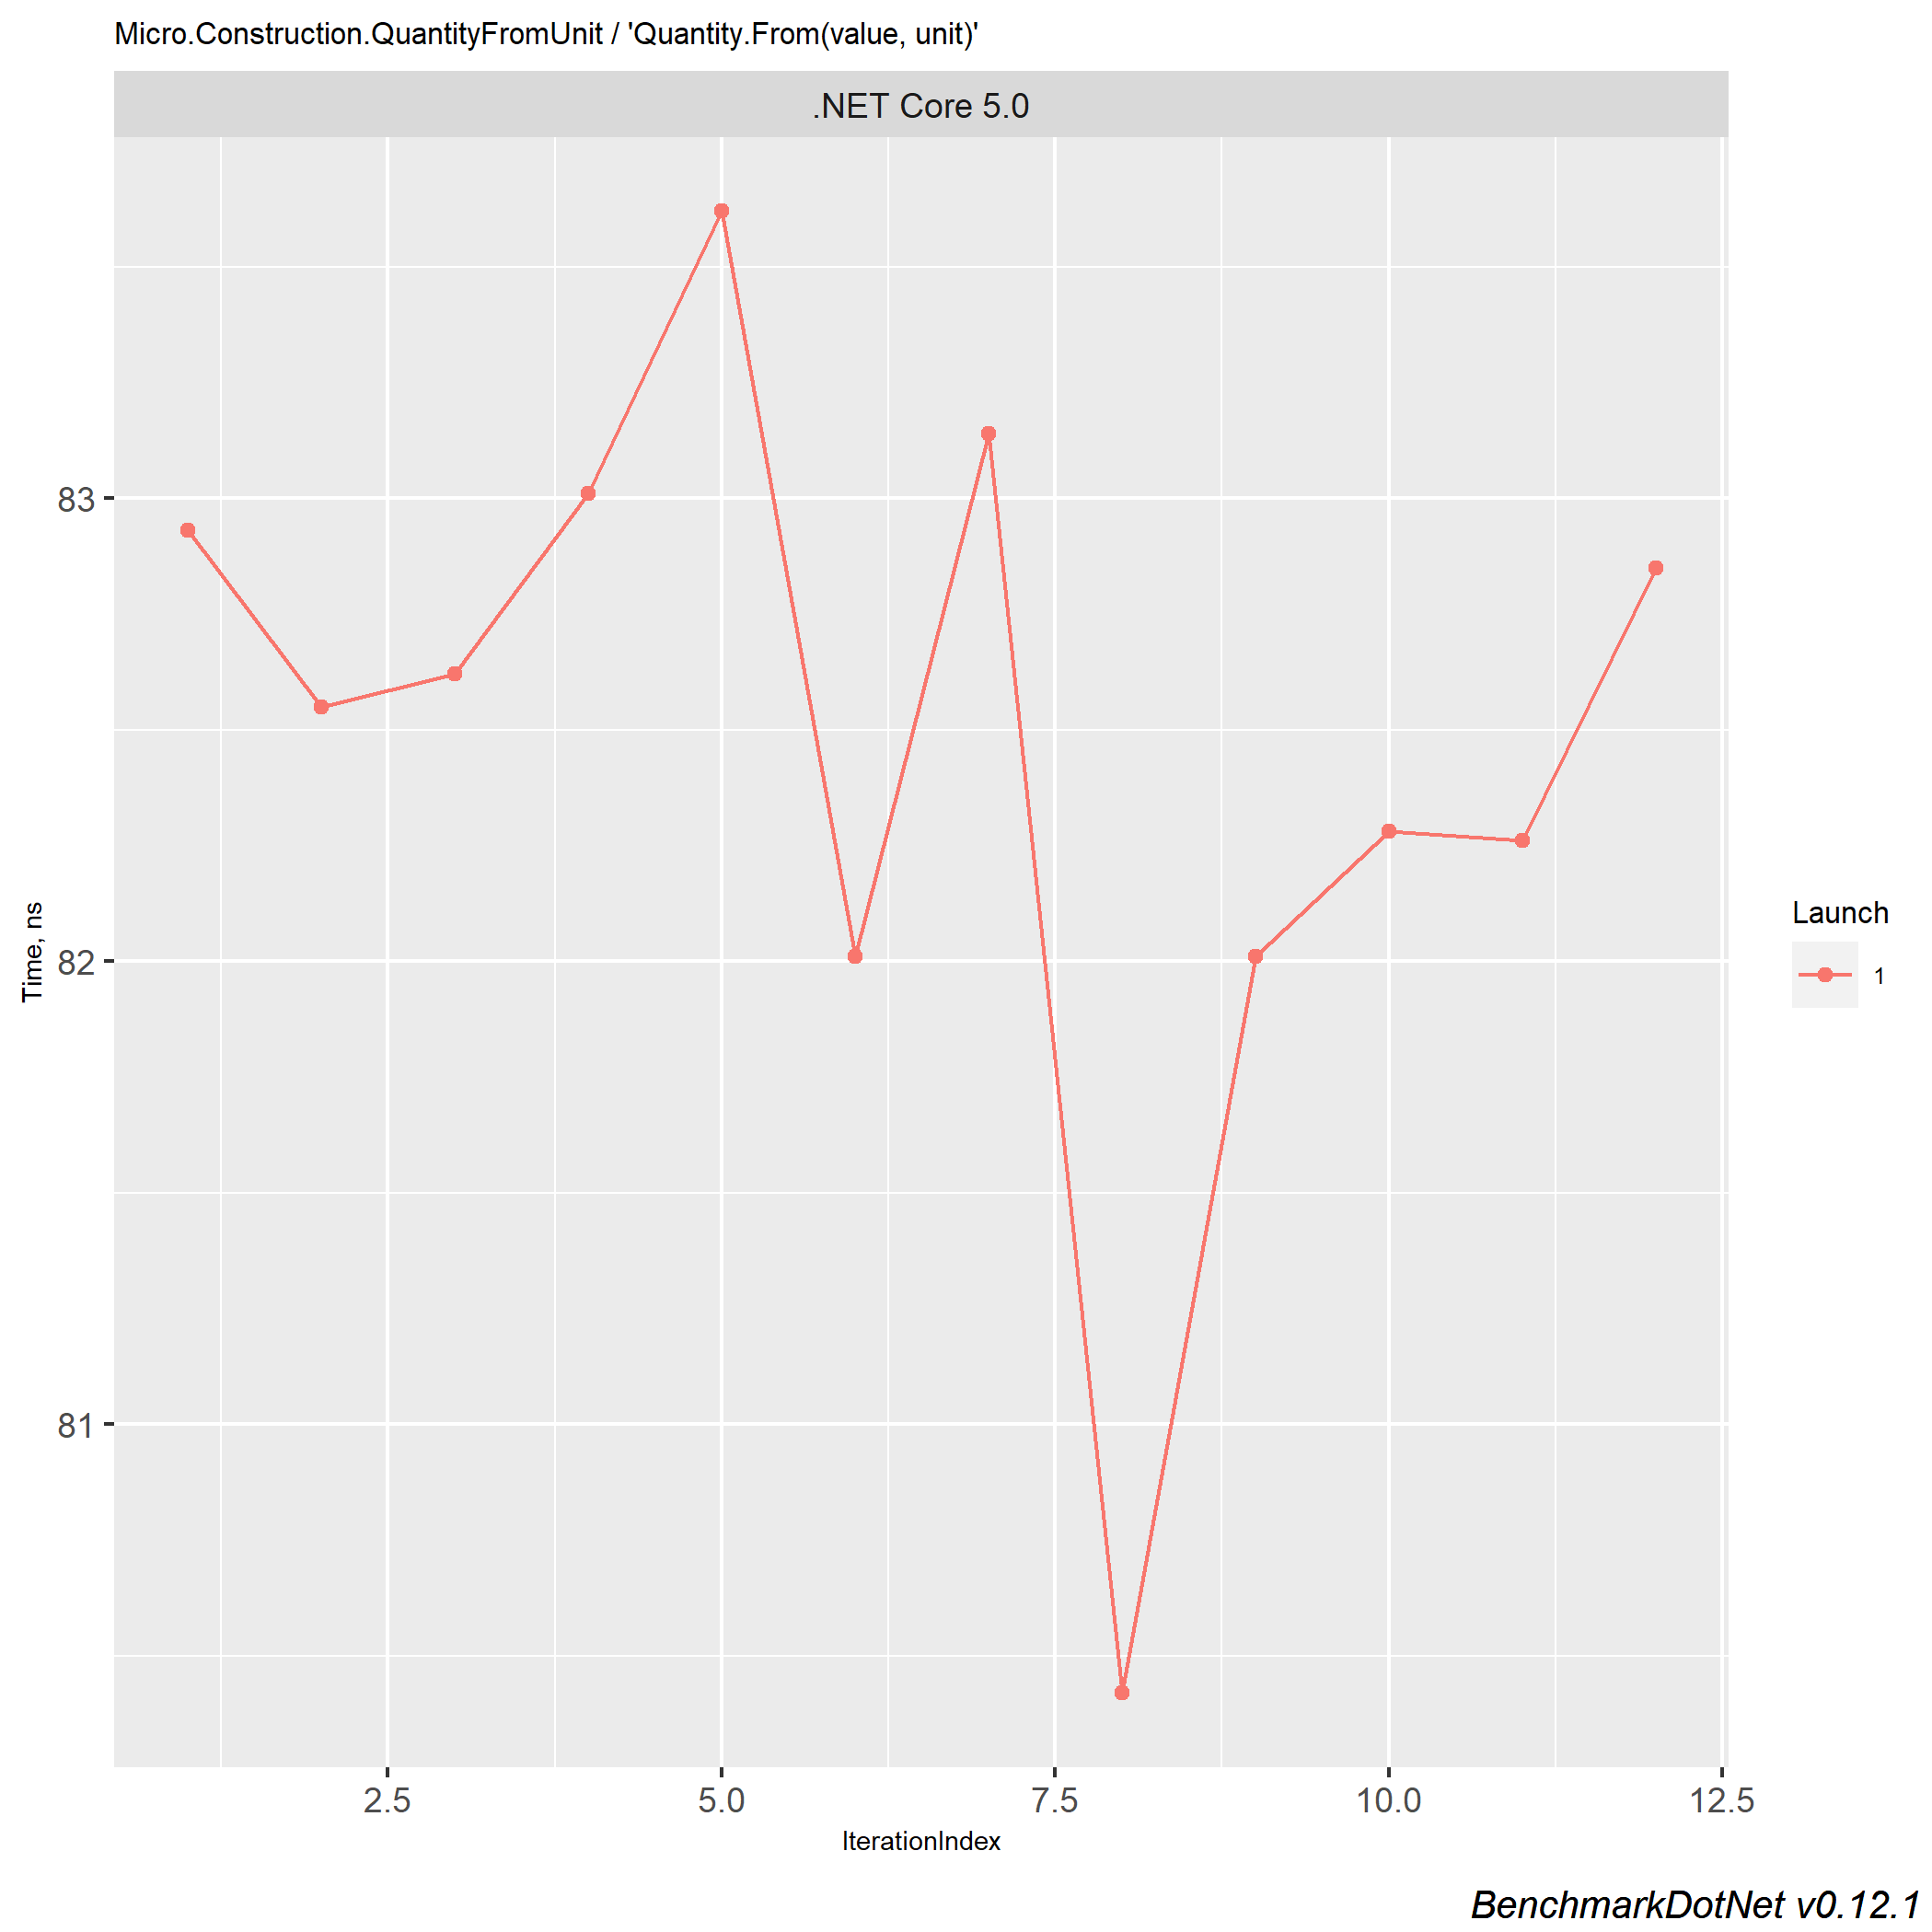 Micro.Construction.QuantityFromUnit / 'Quantity.From(value, unit)'
.NET Core 5.0
83
82
81
Time, ns
2.5 5.0 7.5 10.0 12.5
IterationIndex
Launch
1
BenchmarkDotNet v0.12.1